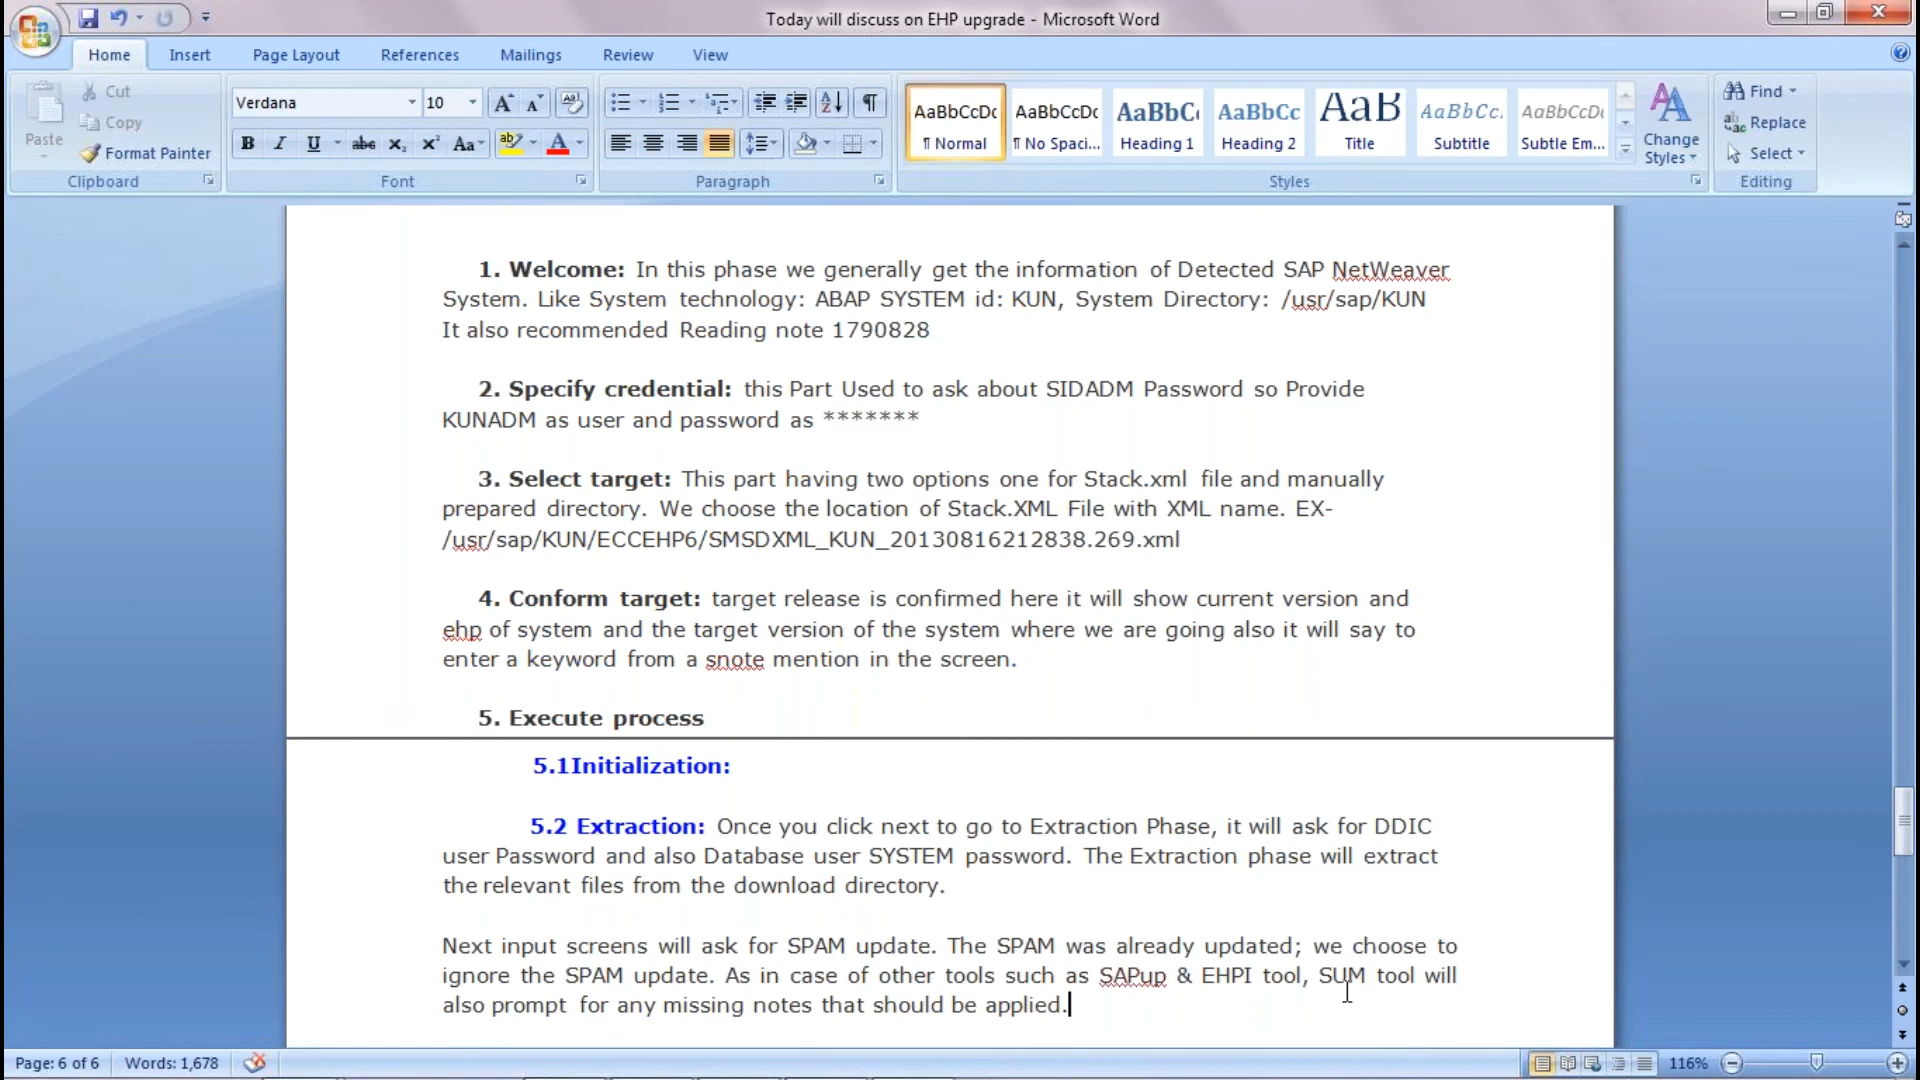 Today will discuss on EHP upgrade - Microsoft Word
Home Insert Page Layout References Mailings Review View
Paste
Cut
Copy
Format Painter
Clipboard
Verdana 10
Font
Paragraph
AaBbCcDc AaBbCcDc AaBbC AaBbCc AaB AaBbCc. AaBbCcDc
¶ Normal ¶ No Spaci... Heading 1 Heading 2 Title Subtitle Subtle Em...
Change Styles
Styles
Find
Replace
Select
Editing
1. Welcome: In this phase we generally get the information of Detected SAP NetWeaver
System. Like System technology: ABAP SYSTEM id: KUN, System Directory: /usr/sap/KUN
It also recommended Reading note 1790828
2. Specify credential: this Part Used to ask about SIDADM Password so Provide
KUNADM as user and password as *******
3. Select target: This part having two options one for Stack.xml file and manually
prepared directory. We choose the location of Stack.XML File with XML name. EX-
/usr/sap/KUN/ECCEHP6/SMSDXML_KUN_20130816212838.269.xml
4. Conform target: target release is confirmed here it will show current version and
ehp of system and the target version of the system where we are going also it will say to
enter a keyword from a snote mention in the screen.
5. Execute process
5.1Initialization:
5.2 Extraction: Once you click next to go to Extraction Phase, it will ask for DDIC
user Password and also Database user SYSTEM password. The Extraction phase will extract
the relevant files from the download directory.
Next input screens will ask for SPAM update. The SPAM was already updated; we choose to
ignore the SPAM update. As in case of other tools such as SAPup & EHPI tool, SUM tool will
also prompt for any missing notes that should be applied.
Page: 6 of 6 Words: 1,678 116%